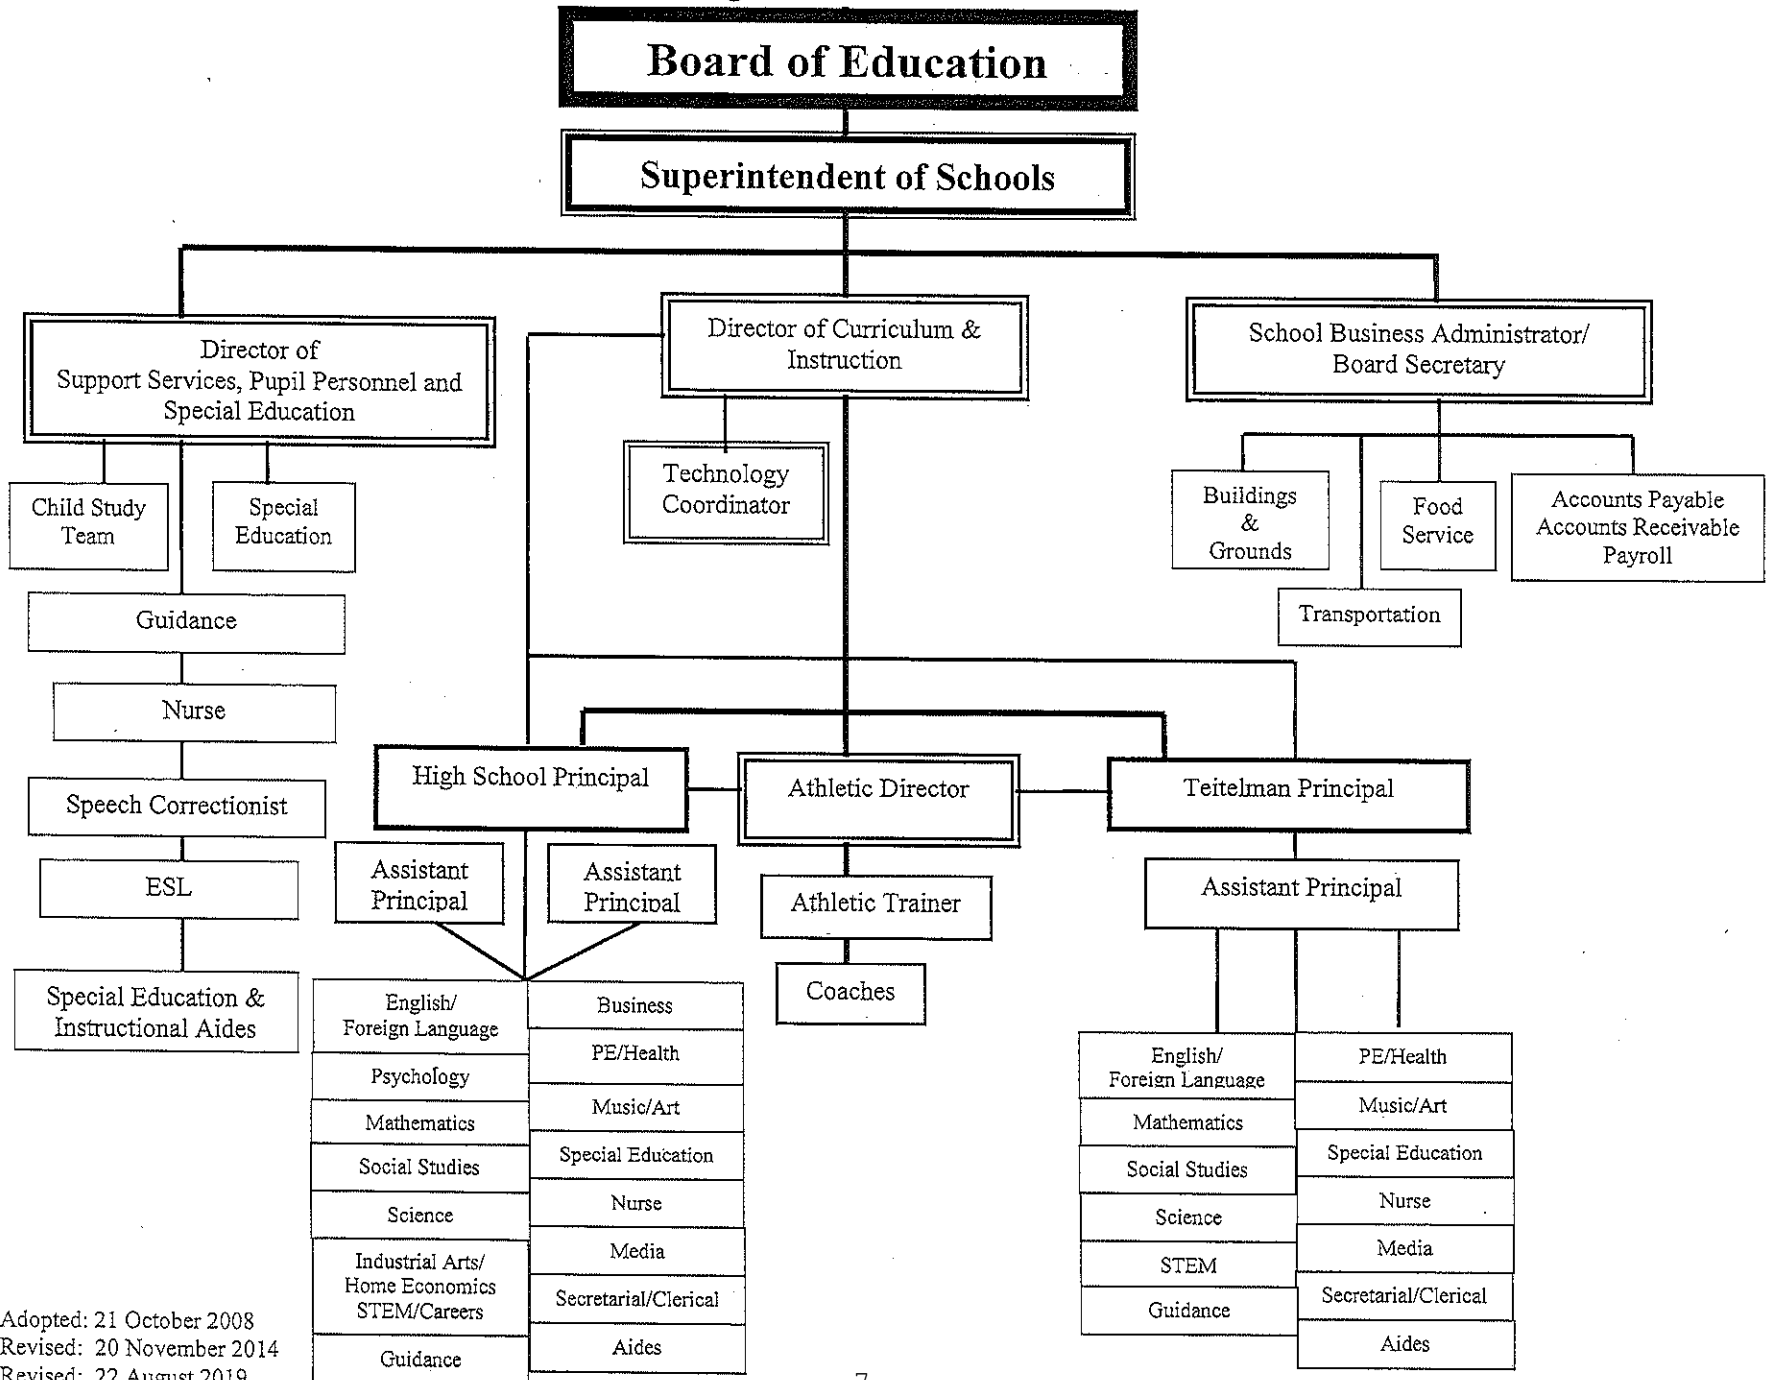 Board of Education
Superintendent of Schools
Director of
Support Services, Pupil Personnel and
Special Education
Director of Curriculum &
Instruction
School Business Administrator/
Board Secretary
Child Study
Team
Special
Education
Technology
Coordinator
Buildings
&
Grounds
Food
Service
Accounts Payable
Accounts Receivable
Payroll
Transportation
Guidance
Nurse
Speech Correctionist
ESL
Special Education &
Instructional Aides
High School Principal
Athletic Director
Teitelman Principal
Assistant
Principal
Assistant
Principal
Athletic Trainer
Coaches
Assistant Principal
English/
Foreign Language
Psychology
Mathematics
Social Studies
Science
Industrial Arts/
Home Economics
STEM/Careers
Guidance
Business
PE/Health
Music/Art
Special Education
Nurse
Media
Secretarial/Clerical
Aides
English/
Foreign Language
Mathematics
Social Studies
Science
STEM
Guidance
PE/Health
Music/Art
Special Education
Nurse
Media
Secretarial/Clerical
Aides
Adopted: 21 October 2008
Revised: 20 November 2014
Revised: 22 August 2019